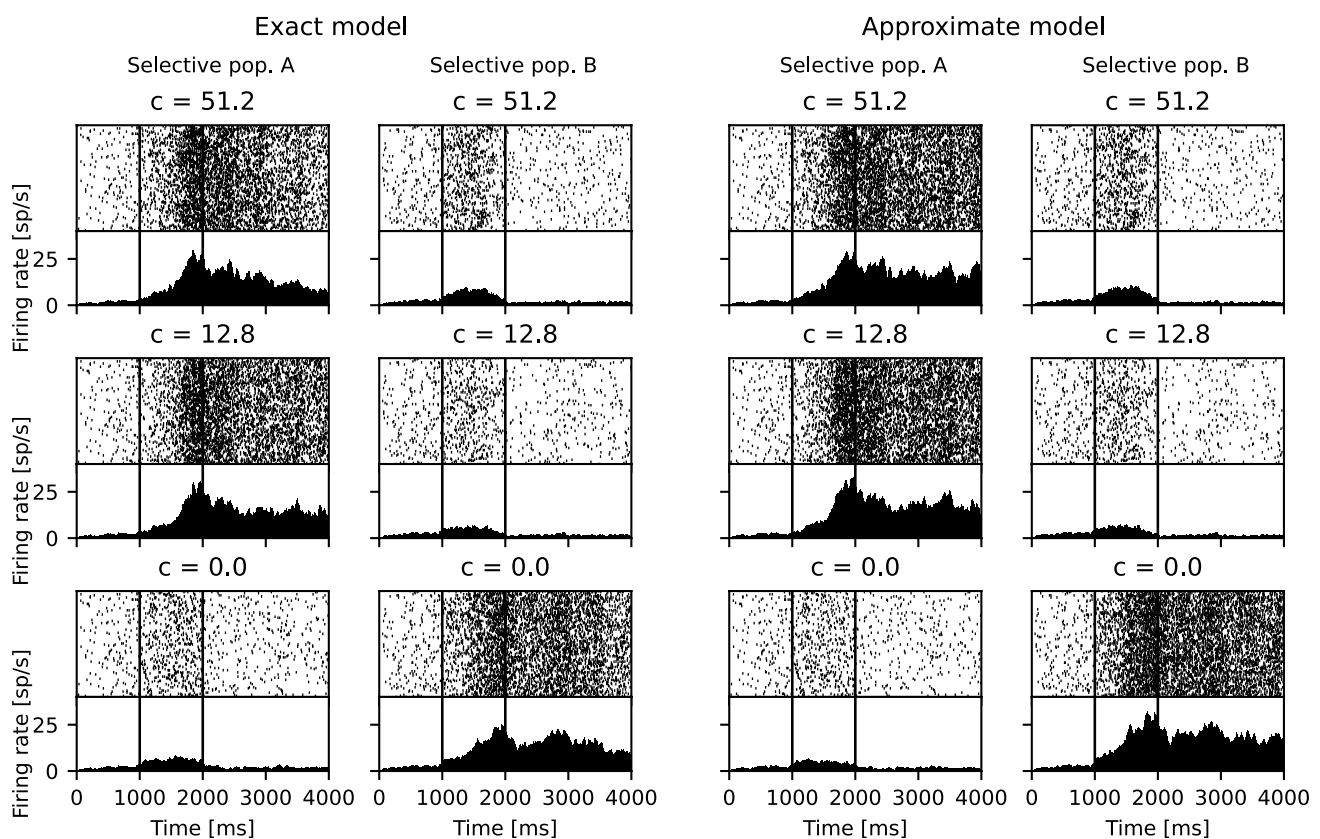 Exact model Approximate model
Selective pop. A Selective pop. B Selective pop. A Selective pop. B
c = 51.2 c = 51.2 c = 51.2 c = 51.2
Firing rate [sp/s]
25
0
c = 12.8 c = 12.8 c = 12.8 c = 12.8
Firing rate [sp/s]
25
0
c = 0.0 c = 0.0 c = 0.0 c = 0.0
Firing rate [sp/s]
25
0
0 1000 2000 3000 4000 0 1000 2000 3000 4000 0 1000 2000 3000 4000 0 1000 2000 3000 4000
Time [ms] Time [ms] Time [ms] Time [ms]